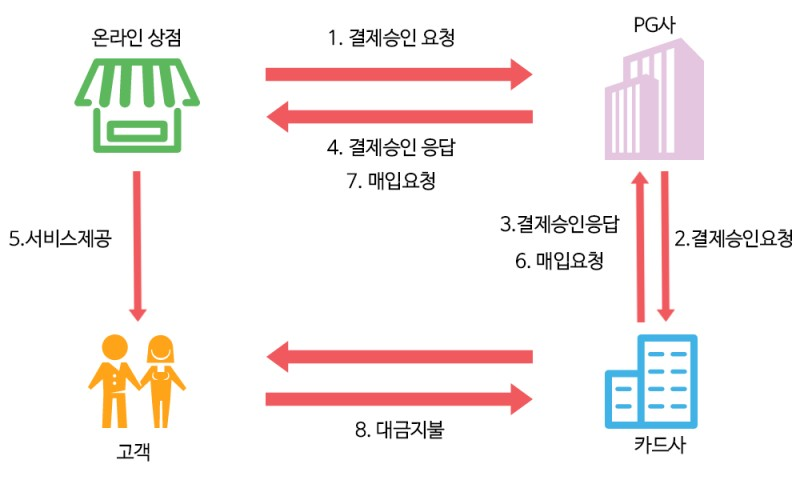 온라인 상점
1. 결제승인 요청
PG사
4. 결제승인 응답
7. 매입요청
5.서비스제공
3.결제승인응답
2.결제승인요청
6. 매입요청
8. 대금지불
고객
카드사